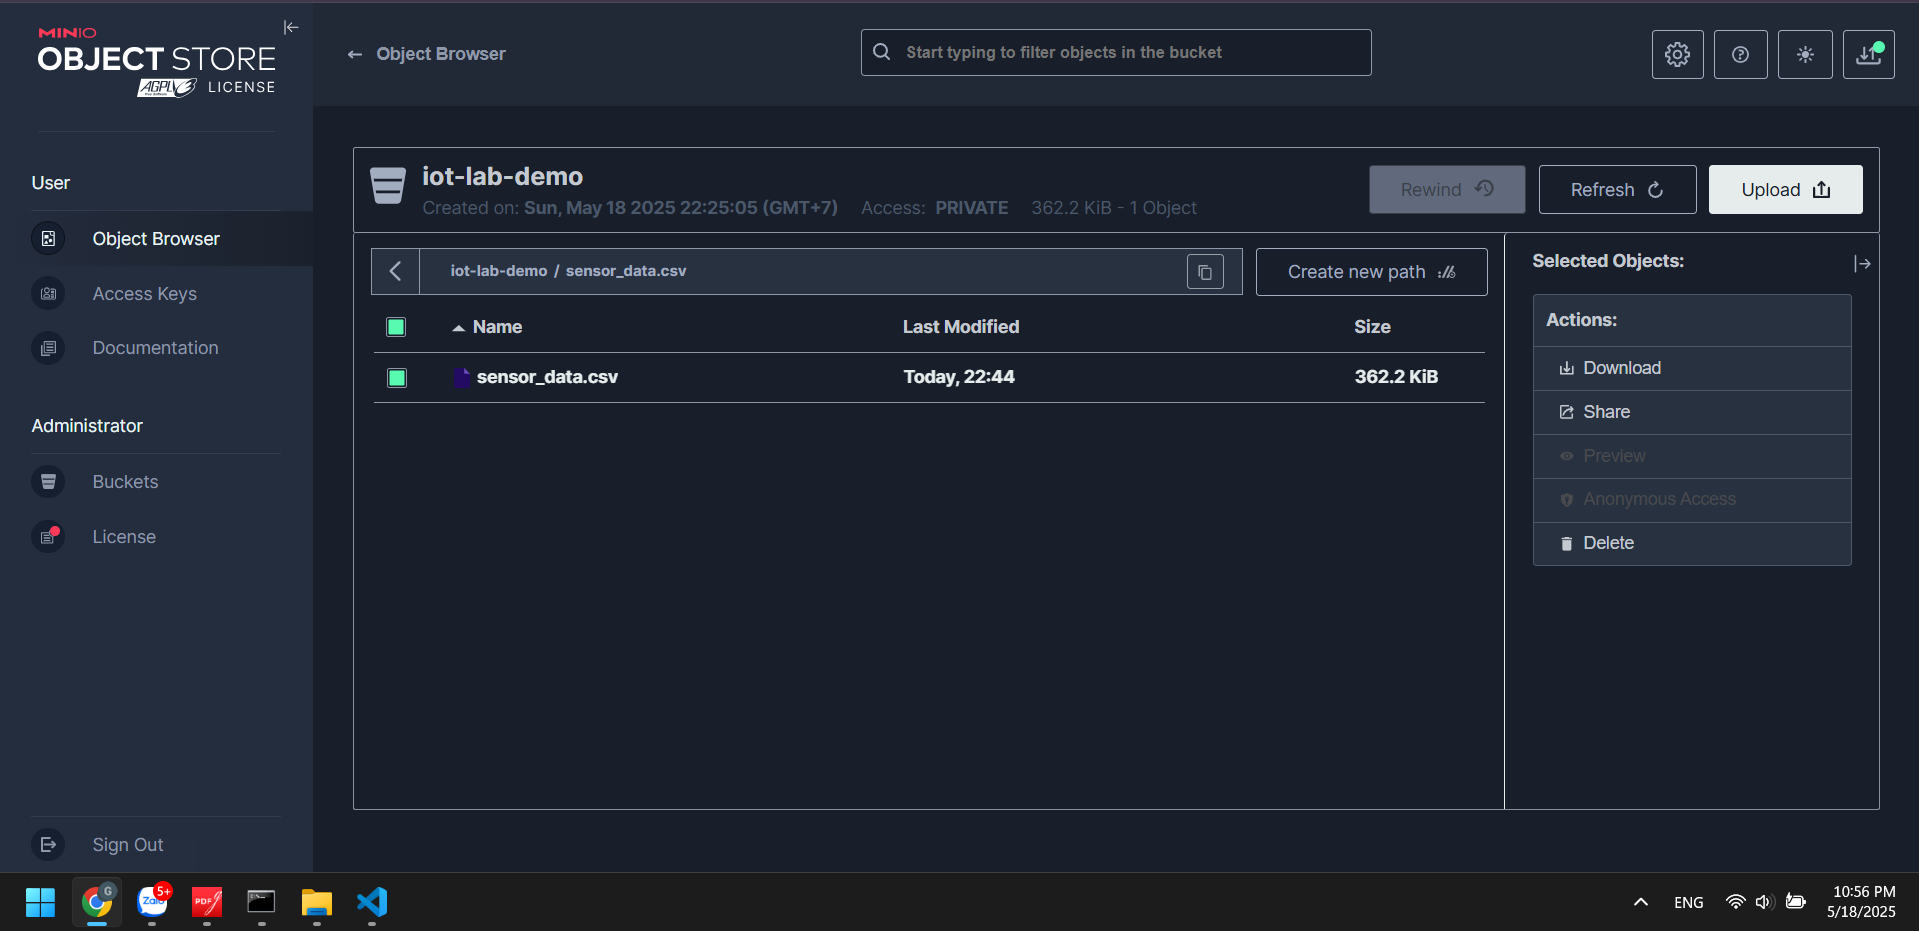 MINIO
OBJECT STORE
AGPL v3 LICENSE
User
Object Browser
Access Keys
Documentation
Administrator
Buckets
License
Sign Out
← Object Browser
Start typing to filter objects in the bucket
iot-lab-demo
Created on: Sun, May 18 2025 22:25:05 (GMT+7) Access: PRIVATE 362.2 KiB - 1 Object
Rewind
Refresh
Upload
iot-lab-demo / sensor_data.csv
Create new path
Name Last Modified Size
sensor_data.csv Today, 22:44 362.2 KiB
Selected Objects:
Actions:
Download
Share
Preview
Anonymous Access
Delete
G
5+
Zalo
PDF
ENG
10:56 PM
5/18/2025